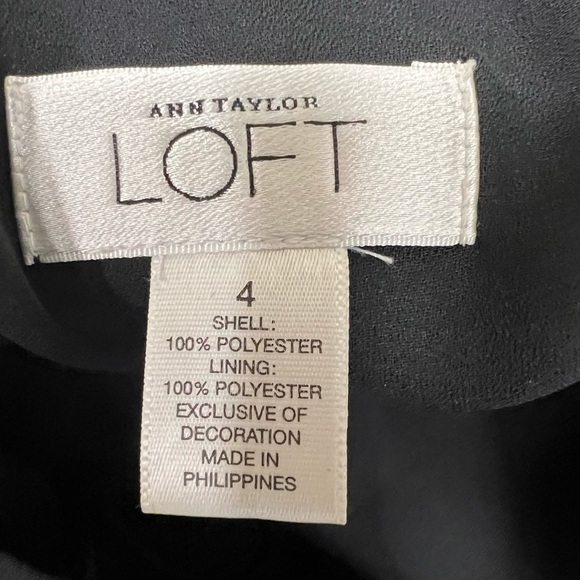 ANN TAYLOR
LOFT
4
SHELL:
100% POLYESTER
LINING:
100% POLYESTER
EXCLUSIVE OF
DECORATION
MADE IN
PHILIPPINES